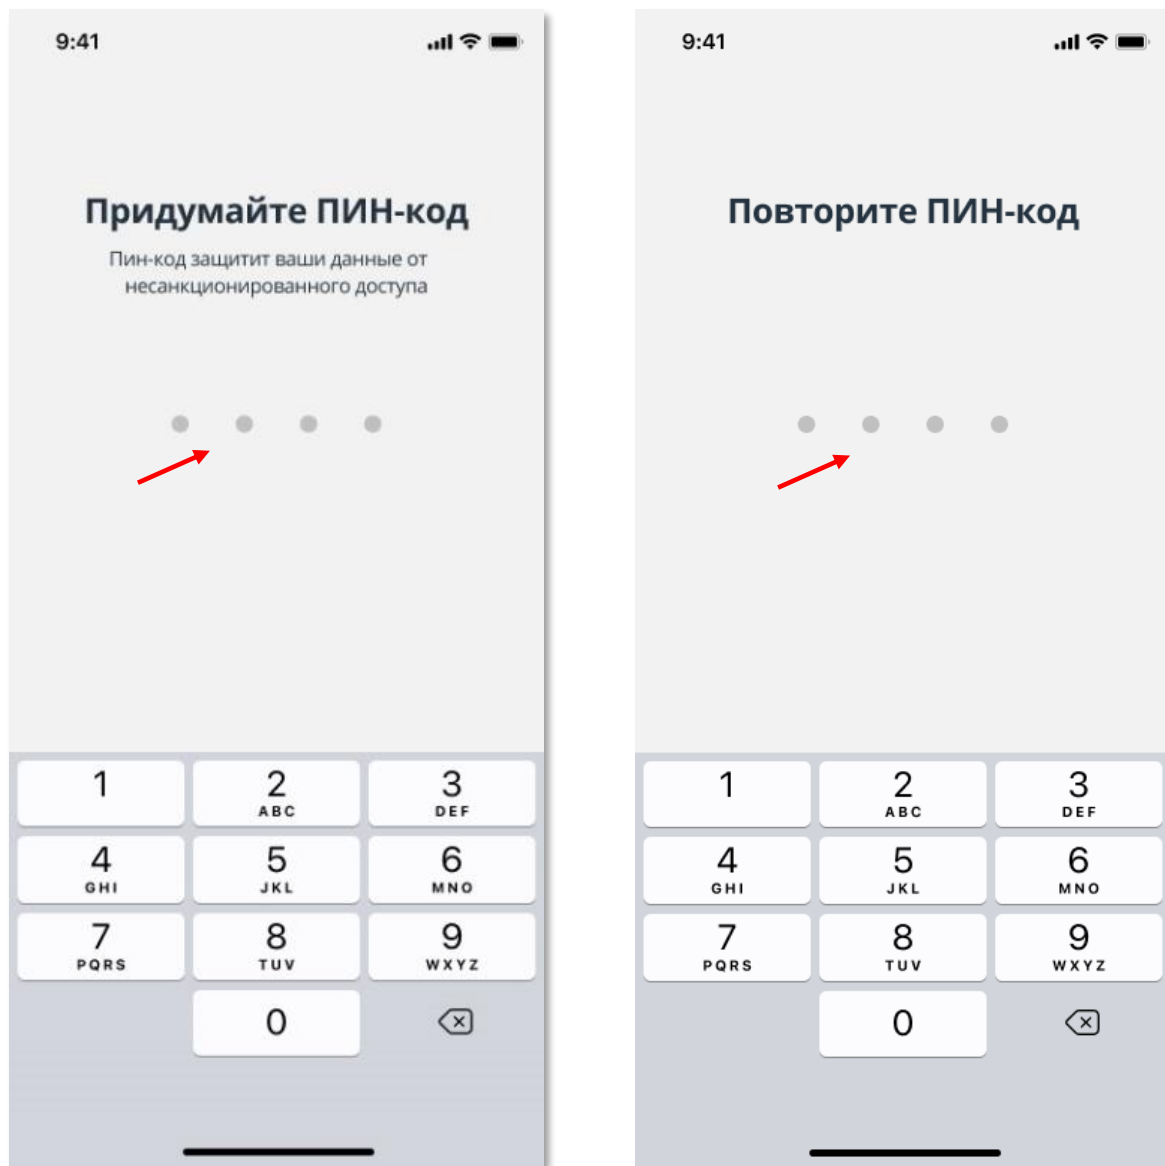 9:41
Придумайте ПИН-код
Пин-код защитит ваши данные от
несанкционированного доступа
1
2
ABC
3
DEF
4
GHI
5
JKL
6
MNO
7
PQRS
8
TUV
9
WXYZ
0
9:41
Повторите ПИН-код
1
2
ABC
3
DEF
4
GHI
5
JKL
6
MNO
7
PQRS
8
TUV
9
WXYZ
0